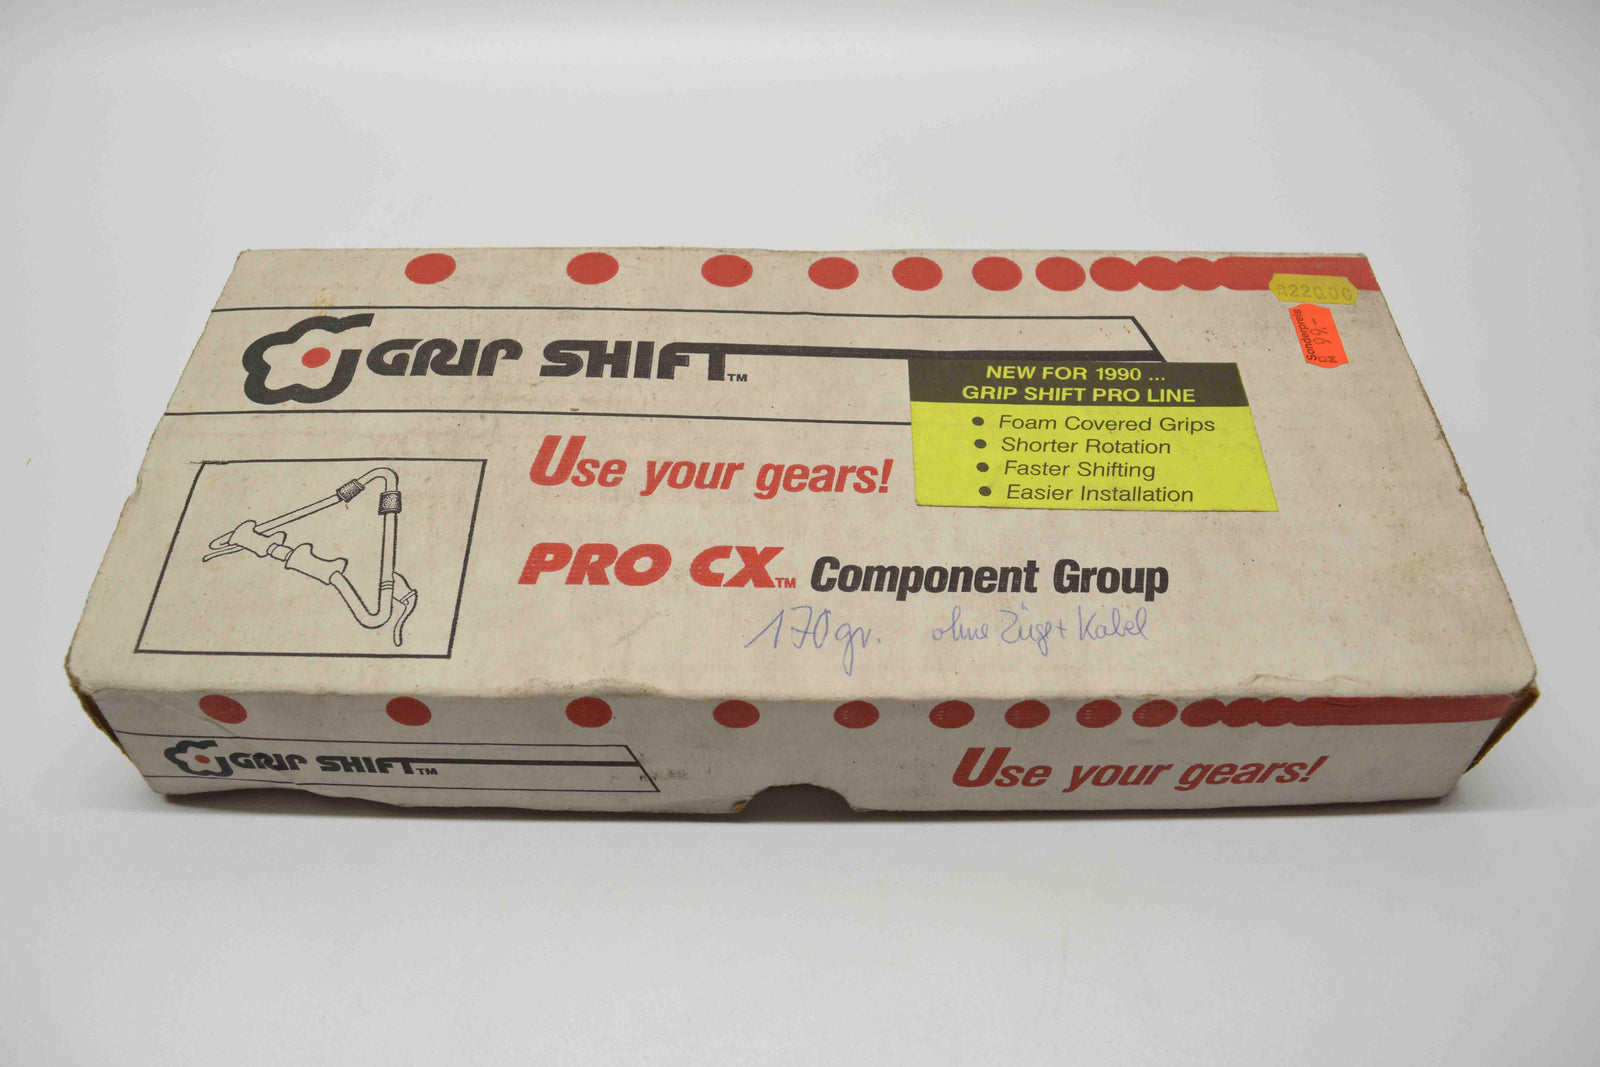 A220.00
Sonderpreis
DM 99.-
GRIP SHIFT™
NEW FOR 1990 ...
GRIP SHIFT PRO LINE
• Foam Covered Grips
• Shorter Rotation
• Faster Shifting
• Easier Installation
Use your gears!
PRO CX™ Component Group
170gr. ohne Züge + Kabel
GRIP SHIFT™
Use your gears!